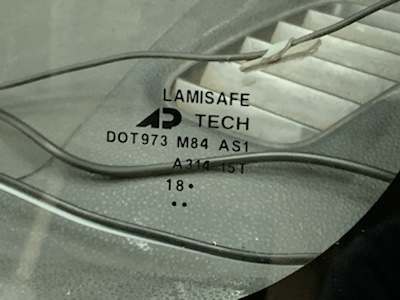 LAMISAFE
AP TECH
DOT973 M84 AS1
A314-15T
18•
••